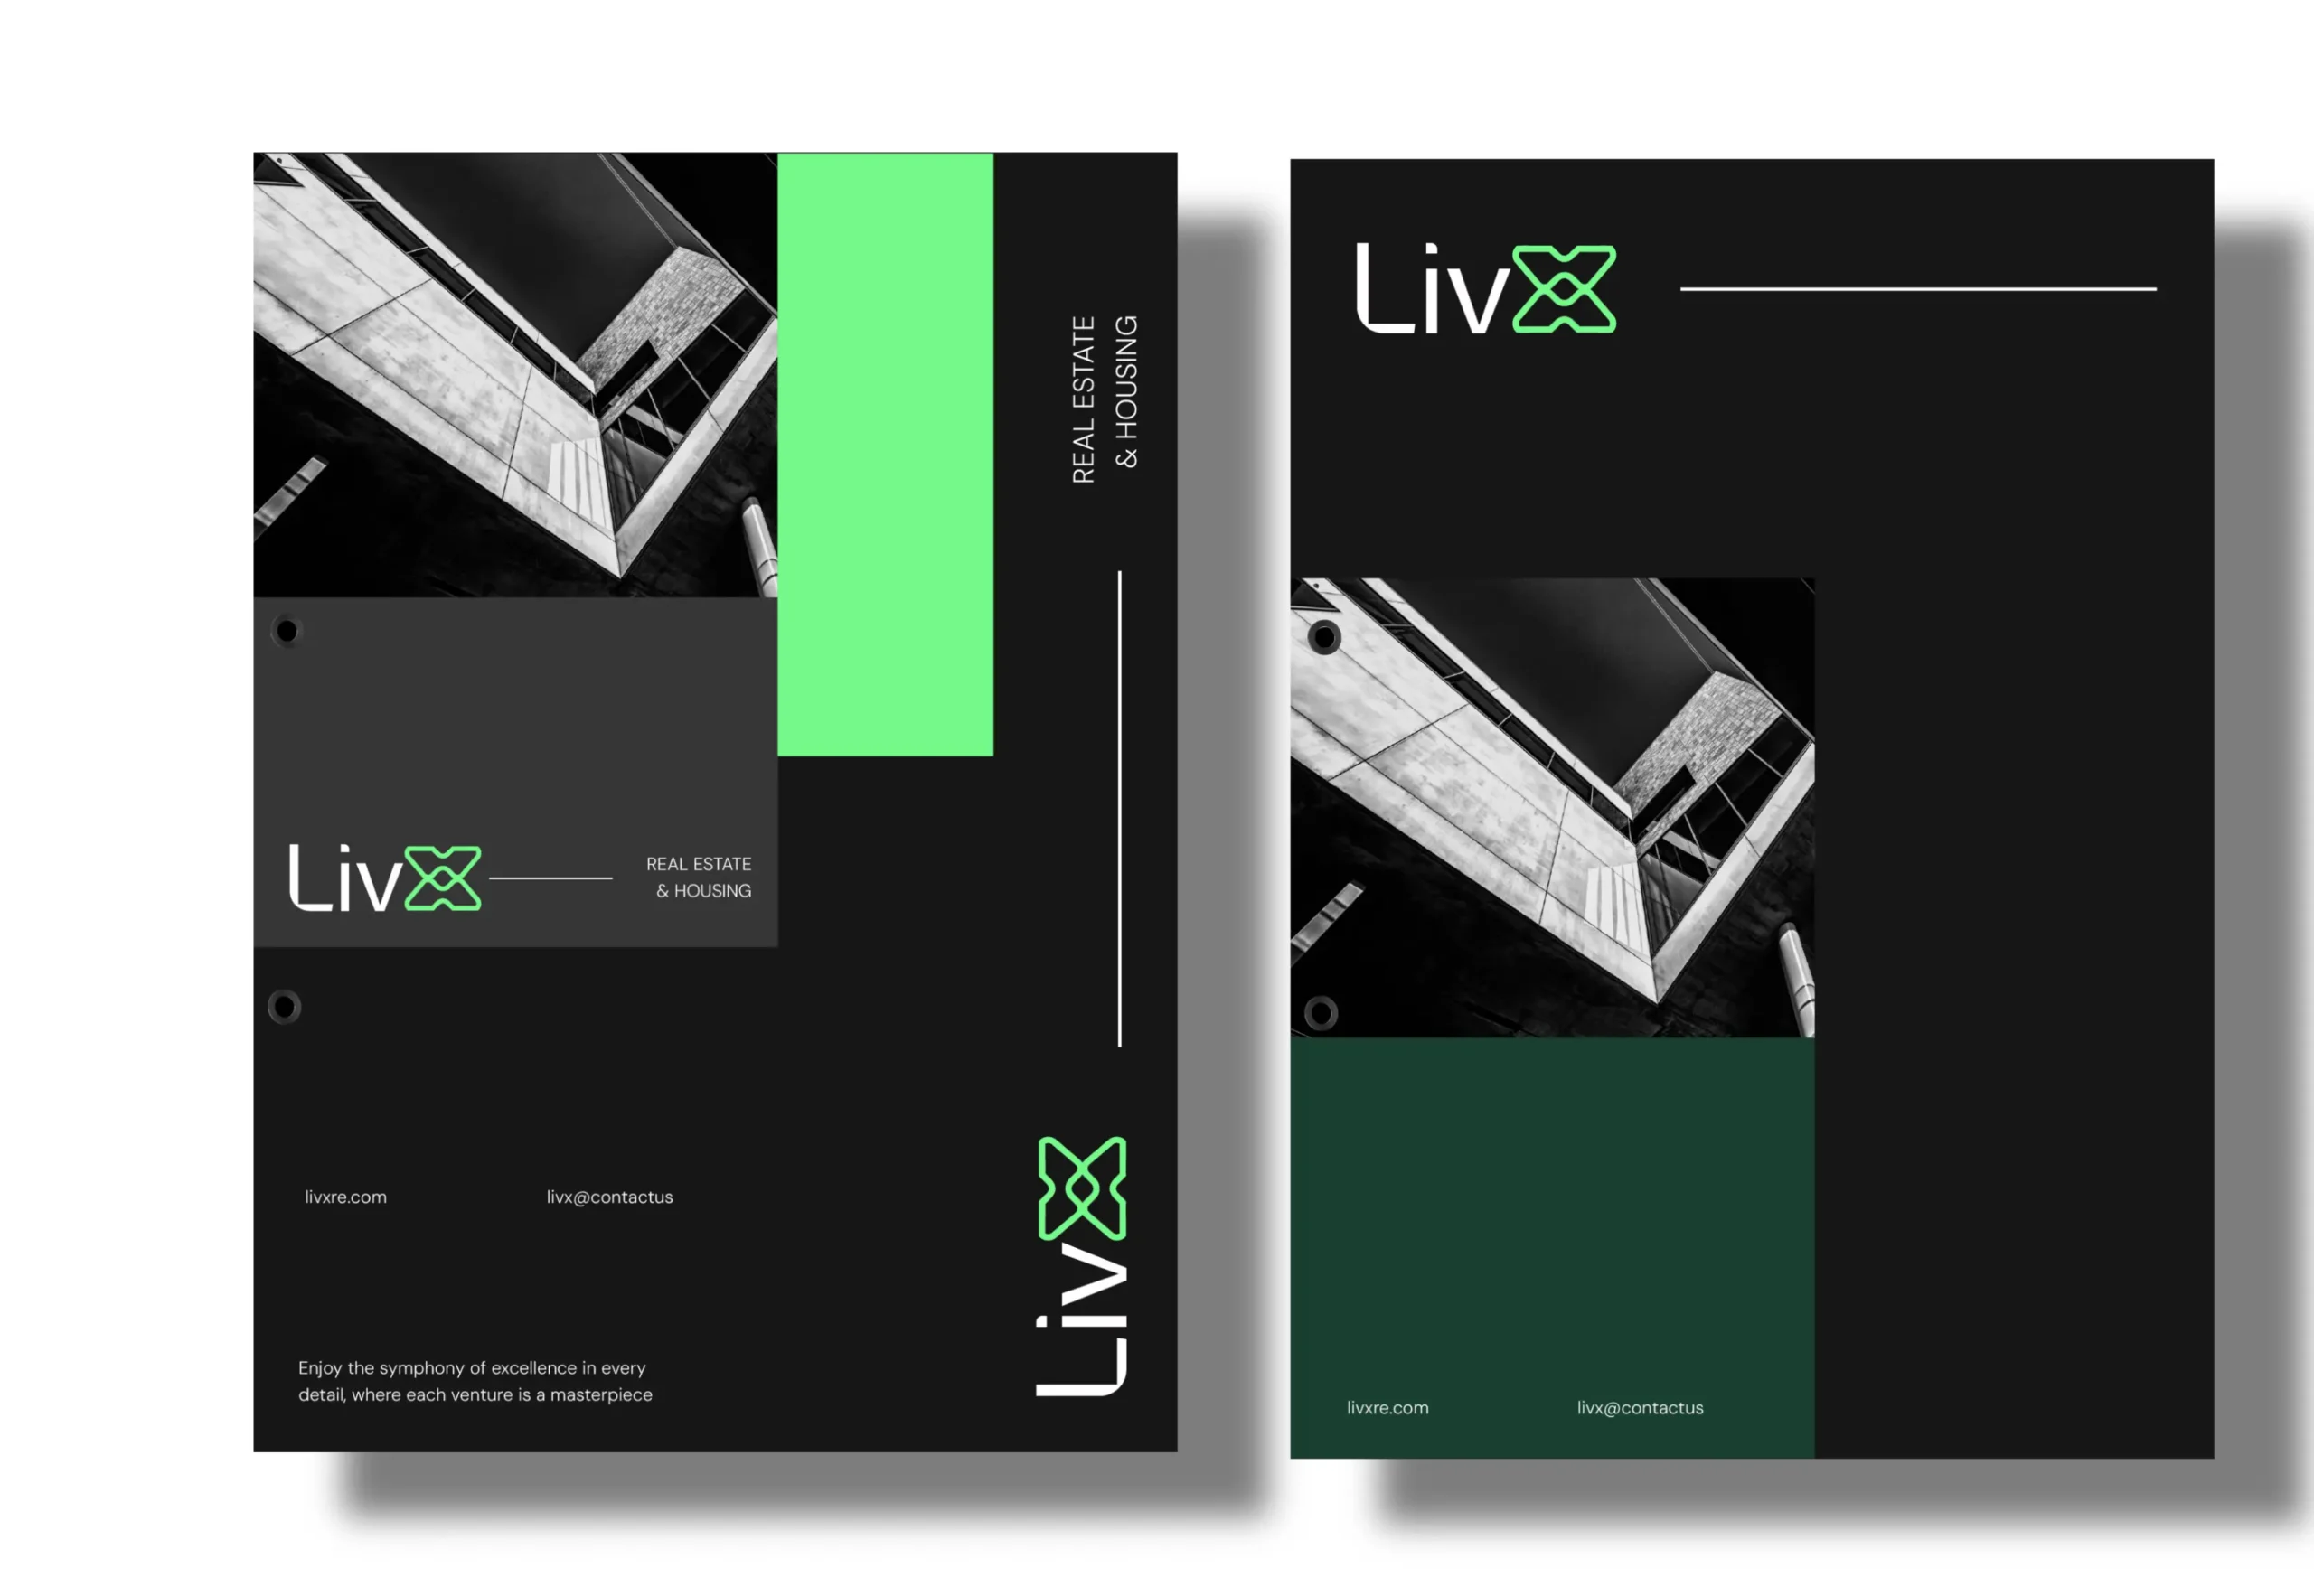 REAL ESTATE
& HOUSING
LivX
REAL ESTATE
& HOUSING
livxre.com
livx@contactus
LivX
Enjoy the symphony of excellence in every
detail, where each venture is a masterpiece
LivX
livxre.com
livx@contactus